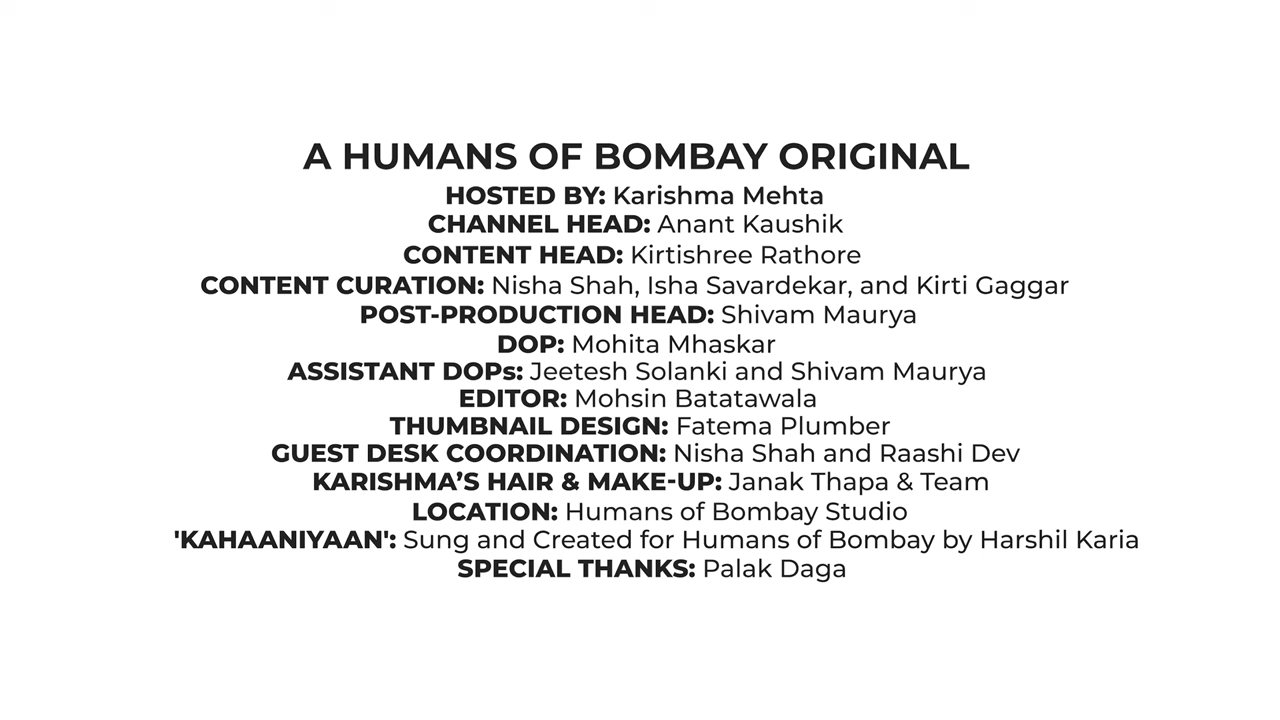 A HUMANS OF BOMBAY ORIGINAL
HOSTED BY: Karishma Mehta
CHANNEL HEAD: Anant Kaushik
CONTENT HEAD: Kirtishree Rathore
CONTENT CURATION: Nisha Shah, Isha Savardekar, and Kirti Gaggar
POST-PRODUCTION HEAD: Shivam Maurya
DOP: Mohita Mhaskar
ASSISTANT DOPs: Jeetesh Solanki and Shivam Maurya
EDITOR: Mohsin Batatawala
THUMBNAIL DESIGN: Fatema Plumber
GUEST DESK COORDINATION: Nisha Shah and Raashi Dev
KARISHMA’S HAIR & MAKE-UP: Janak Thapa & Team
LOCATION: Humans of Bombay Studio
'KAHAANIYAAN': Sung and Created for Humans of Bombay by Harshil Karia
SPECIAL THANKS: Palak Daga